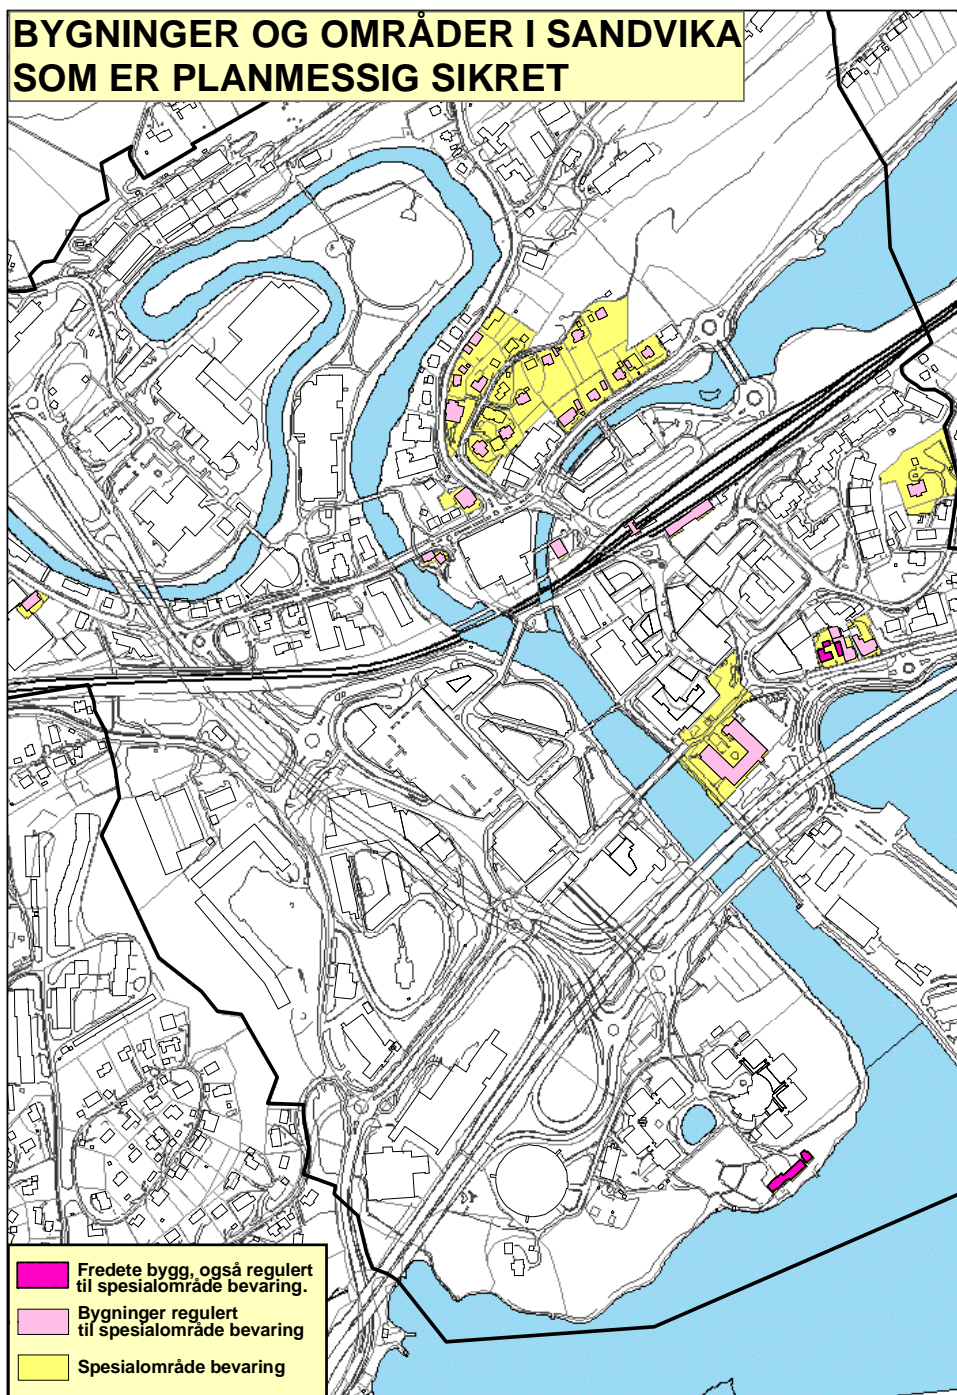 BYGNINGER OG OMRÅDER I SANDVIKA
SOM ER PLANMESSIG SIKRET
Fredete bygg, også regulert
til spesialområde bevaring.
Bygninger regulert
til spesialområde bevaring
Spesialområde bevaring